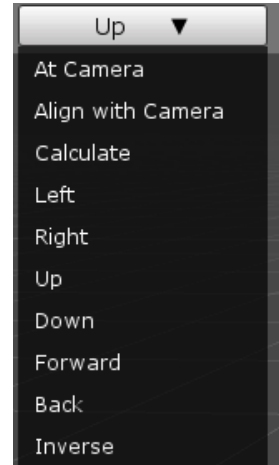 Up ▼
At Camera
Align with Camera
Calculate
Left
Right
Up
Down
Forward
Back
Inverse